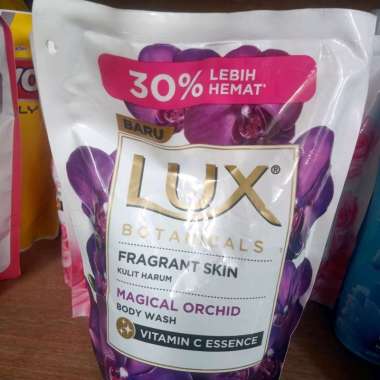 30% LEBIH
HEMAT*
BARU
LUX®
BOTANICALS
FRAGRANT SKIN
KULIT HARUM
MAGICAL ORCHID
BODY WASH
VITAMIN C ESSENCE